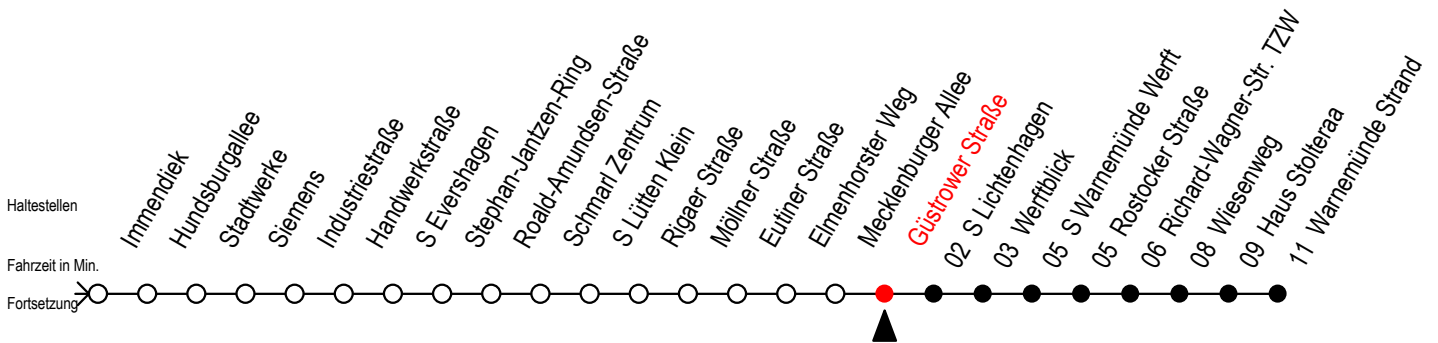 Haltestellen
Fahrzeit in Min.
Fortsetzung
Immendiek
Hundsburgallee
Stadtwerke
Siemens
Industriestraße
Handwerkstraße
S Evershagen
Stephan-Jantzen-Ring
Roald-Amundsen-Straße
Schmarl Zentrum
S Lütten Klein
Rigaer Straße
Möllner Straße
Eutiner Straße
Elmenhorster Weg
Mecklenburger Allee
Güstrower Straße
02 S Lichtenhagen
03 Werftblick
05 S Warnemünde Werft
05 Rostocker Straße
06 Richard-Wagner-Str. TZW
08 Wiesenweg
09 Haus Stolteraa
11 Warnemünde Strand